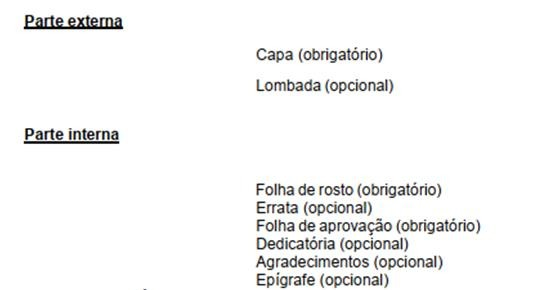 Parte externa
Capa (obrigatório)
Lombada (opcional)
Parte interna
Folha de rosto (obrigatório)
Errata (opcional)
Folha de aprovação (obrigatório)
Dedicatória (opcional)
Agradecimentos (opcional)
Epígrafe (opcional)